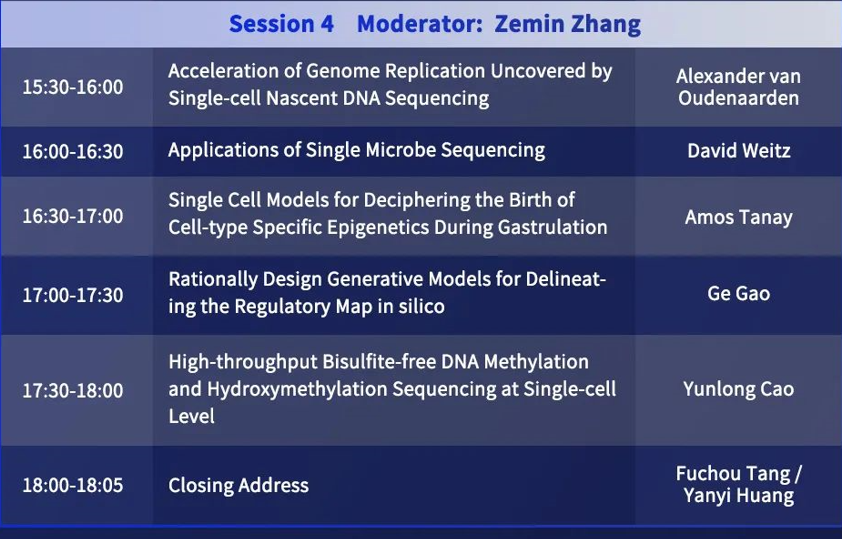 Session 4 Moderator: Zemin Zhang
15:30-16:00
Acceleration of Genome Replication Uncovered by
Single-cell Nascent DNA Sequencing
Alexander van
Oudenaarden
16:00-16:30
Applications of Single Microbe Sequencing
David Weitz
16:30-17:00
Single Cell Models for Deciphering the Birth of
Cell-type Specific Epigenetics During Gastrulation
Amos Tanay
17:00-17:30
Rationally Design Generative Models for Delineat-
ing the Regulatory Map in silico
Ge Gao
17:30-18:00
High-throughput Bisulfite-free DNA Methylation
and Hydroxymethylation Sequencing at Single-cell
Level
Yunlong Cao
18:00-18:05
Closing Address
Fuchou Tang /
Yanyi Huang